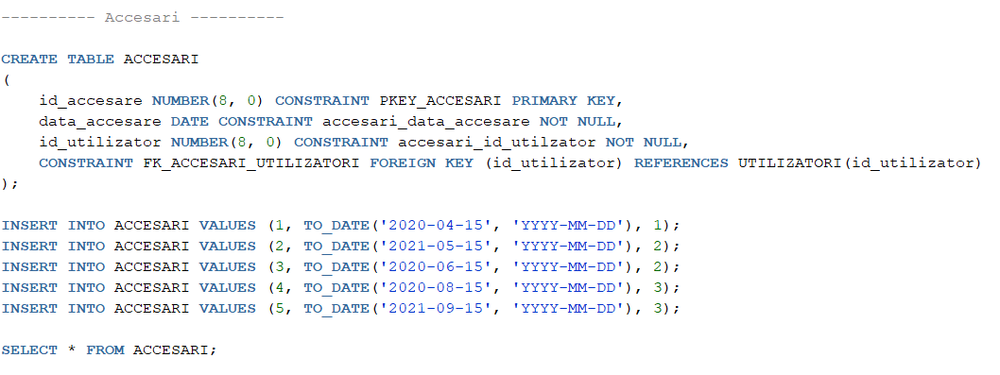 ---------- Accesari ----------
CREATE TABLE ACCESARI
(
    id_accesare NUMBER(8, 0) CONSTRAINT PKEY_ACCESARI PRIMARY KEY,
    data_accesare DATE CONSTRAINT accesari_data_accesare NOT NULL,
    id_utilizator NUMBER(8, 0) CONSTRAINT accesari_id_utilzator NOT NULL,
    CONSTRAINT FK_ACCESARI_UTILIZATORI FOREIGN KEY (id_utilizator) REFERENCES UTILIZATORI(id_utilizator)
);
INSERT INTO ACCESARI VALUES (1, TO_DATE('2020-04-15', 'YYYY-MM-DD'), 1);
INSERT INTO ACCESARI VALUES (2, TO_DATE('2021-05-15', 'YYYY-MM-DD'), 2);
INSERT INTO ACCESARI VALUES (3, TO_DATE('2020-06-15', 'YYYY-MM-DD'), 2);
INSERT INTO ACCESARI VALUES (4, TO_DATE('2020-08-15', 'YYYY-MM-DD'), 3);
INSERT INTO ACCESARI VALUES (5, TO_DATE('2021-09-15', 'YYYY-MM-DD'), 3);
SELECT * FROM ACCESARI;